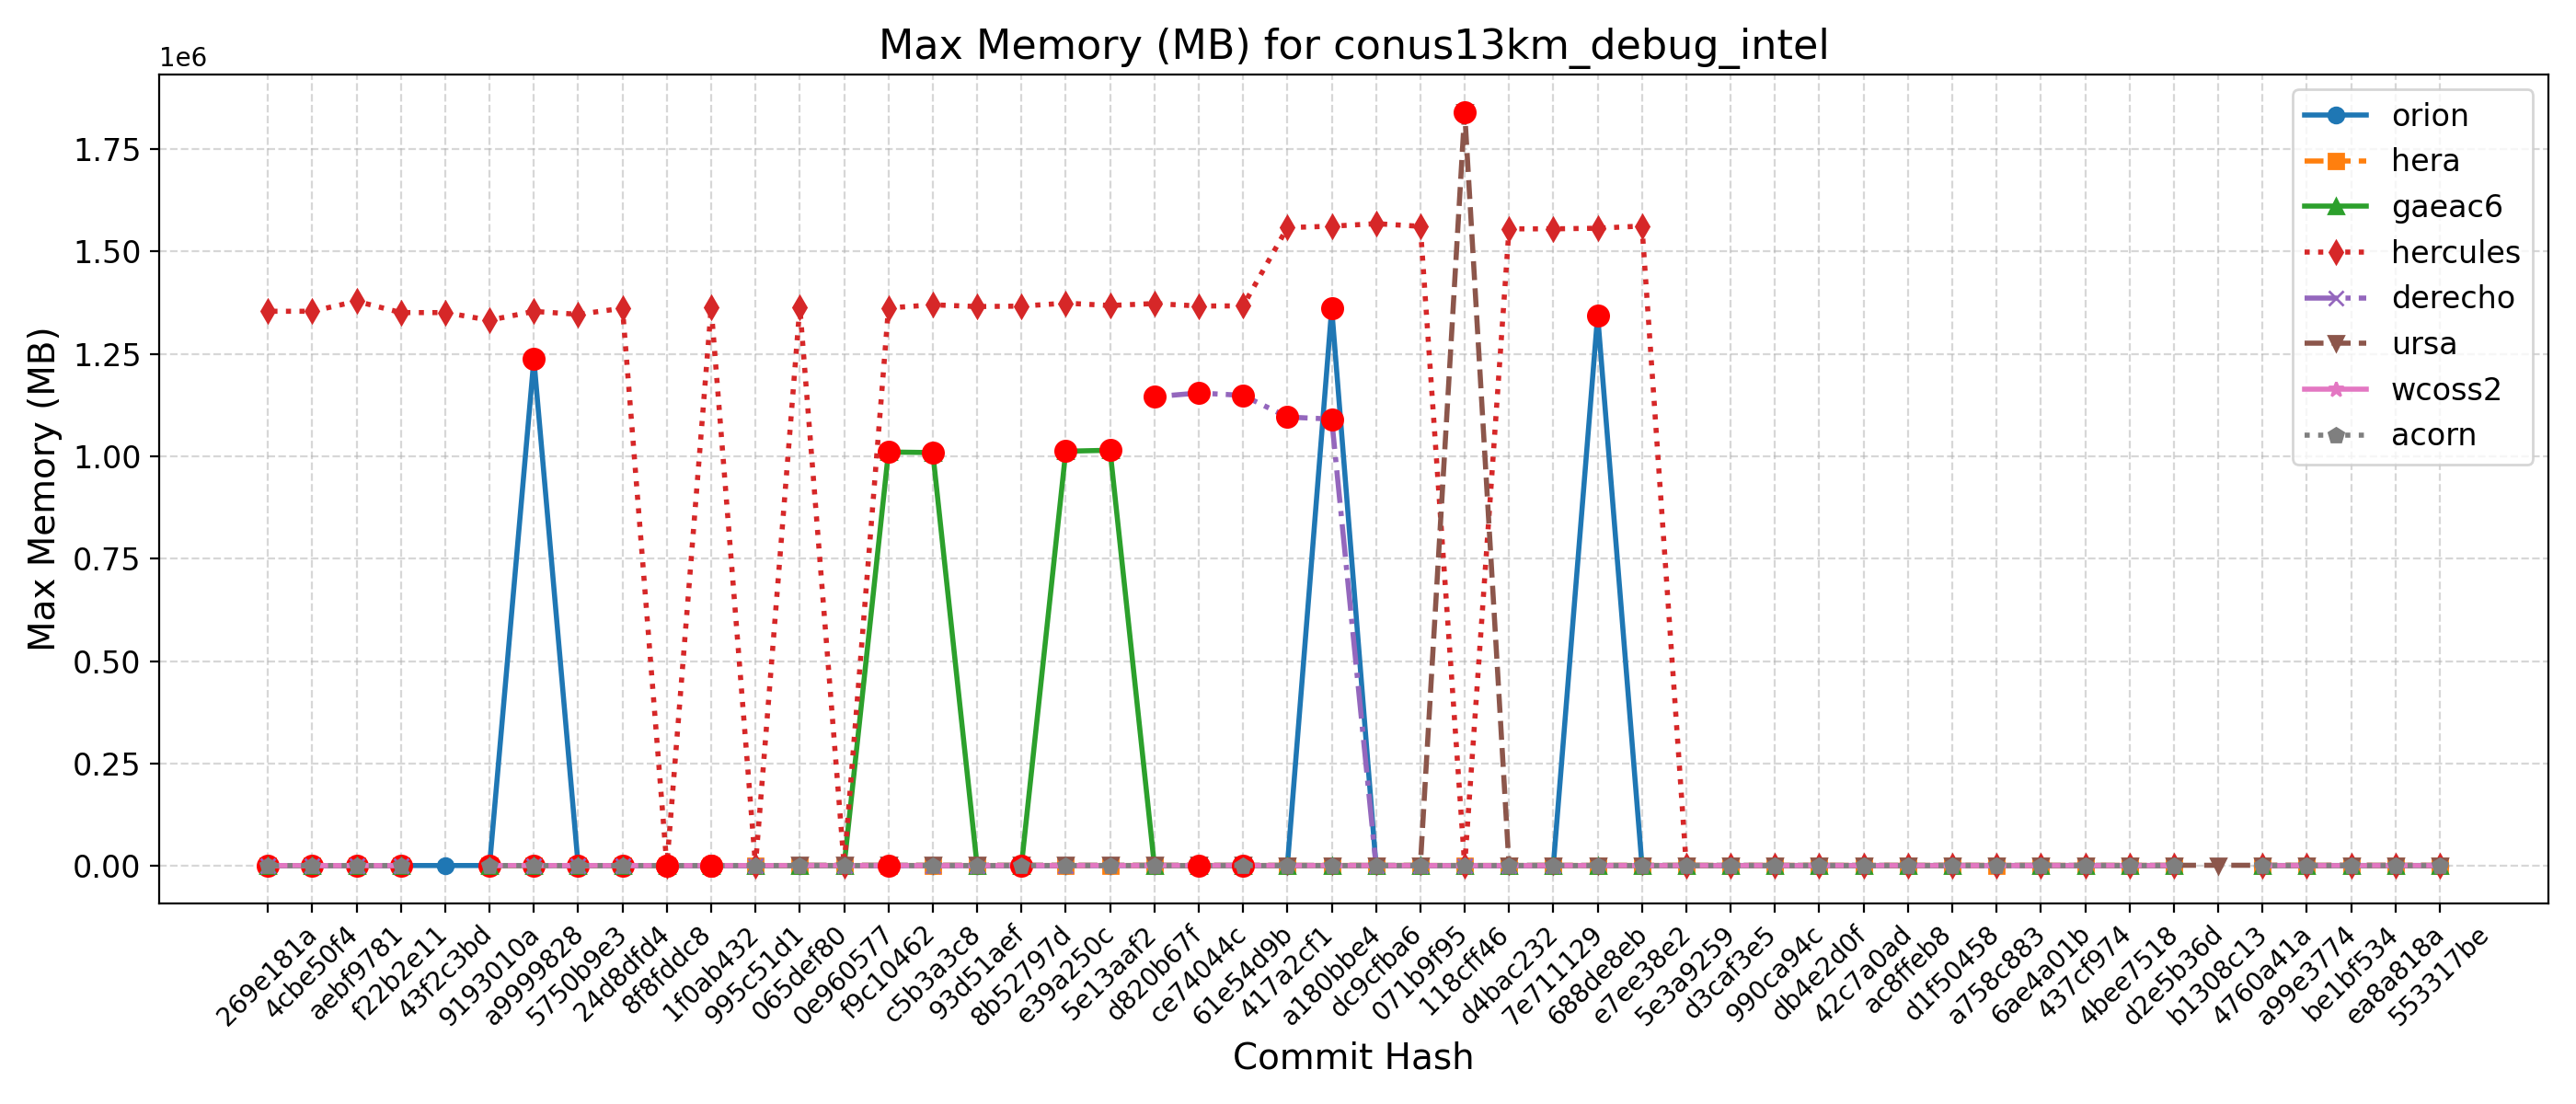 Max Memory (MB) for conus13km_debug_intel
1e6
1.75
1.50
1.25
1.00
0.75
0.50
0.25
0.00
Max Memory (MB)
orion
hera
gaeac6
hercules
derecho
ursa
wcoss2
acorn
269e181a
4cbe50f4
aebf9781
f22b2e11
43f2c3bd
9193010a
a9999828
5750b9e3
24d8dfd4
8f8fddc8
1f0ab432
995c51d1
065def80
0e960577
f9c10462
c5b3a3c8
93d51aef
8b52797d
e39a250c
5e13aaf2
d820b67f
ce74044c
61e54d9b
417a2cf1
a180bbe4
dc9cfba6
071b9f95
118cff46
d4bac232
7e711129
688de8eb
e7ee38e2
5e3a9259
d3caf3e5
990ca94c
db4e2d0f
42c7a0ad
ac8ffeb8
d1f50458
a758c883
6ae4a01b
437cf974
4bee7518
d2e5b36d
b1308c13
4760a41a
a99e3774
be1bf534
ea8a818a
553317be
Commit Hash